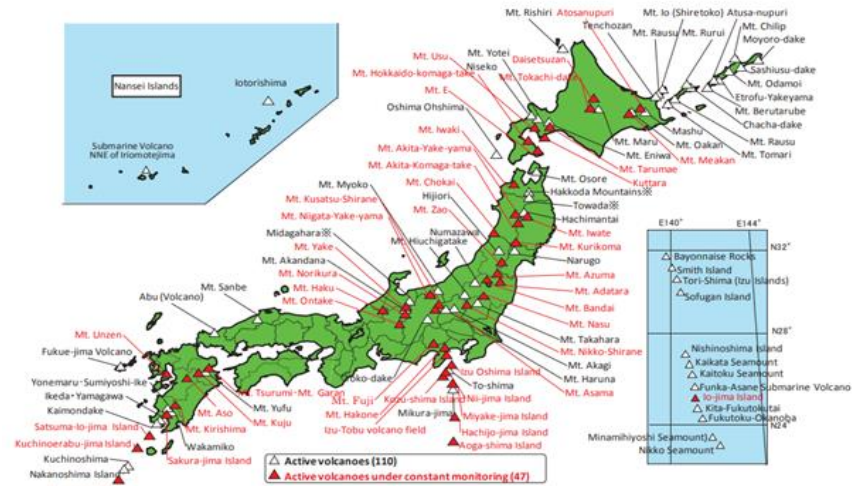 Nansei Islands
Iotorishima
Submarine Volcano
NNE of Iriomotejima
Mt. Rishiri
Atosanupuri
Tenchozan
Mt. Io (Shiretoko)
Atusa-nupuri
Mt. Rausu
Mt. Rurui
Mt. Chilip
Moyoro-dake
Sashiusu-dake
Mt. Odamoi
Etrofu-Yakeyama
Mt. Berutarube
Chacha-dake
Mt. Rausu
Mt. Tomari
Mt. Usu
Mt. Yotei
Niseko
Daisetsuzan
Mt. Hokkaido-komaga-take
Mt. Tokachi-dake
Mt. E
Oshima Ohshima
Mashu
Mt. Maru
Mt. Oakan
Mt. Eniwa
Mt. Meakan
Mt. Tarumae
Kuttara
Mt. Iwaki
Mt. Akita-Yake-yama
Mt. Akita-Komaga-take
Mt. Osore
Hakkoda Mountains※
Towada※
Hachimantai
Mt. Iwate
Mt. Kurikoma
Narugo
Mt. Myoko
Mt. Chokai
Mt. Kusatsu-Shirane
Hijiori
Mt. Niigata-Yake-yama
Mt. Zao
Midagahara※
Numazawa
Mt. Hiuchigatake
Mt. Yake
Mt. Akandana
Mt. Norikura
Mt. Haku
Mt. Ontake
Mt. Azuma
Mt. Adatara
Mt. Bandai
Mt. Nasu
Mt. Takahara
Mt. Nikko-Shirane
Mt. Akagi
Mt. Haruna
Mt. Asama
Mt. Sanbe
Abu (Volcano)
Mt. Unzen
Fukue-jima Volcano
Yonemaru-Sumiyoshi-Ike
Ikeda-Yamagawa
Kaimondake
Satsuma-Io-jima Island
Kuchinoerabu-jima Island
Kuchinoshima
Nakanoshima Island
Mt. Tsurumi-Mt. Garan
Mt. Yufu
Mt. Aso
Mt. Kuju
Mt. Kirishima
Wakamiko
Sakura-jima Island
Yoko-dake
Mt. Fuji
Mt. Hakone
Izu-Tobu volcano field
Izu Oshima Island
To-shima
Nii-jima Island
Kozu-shima Island
Mikura-jima
Miyake-jima Island
Hachijo-jima Island
Aoga-shima Island
E140°
E144°
N32°
Bayonnaise Rocks
Smith Island
Tori-Shima (Izu Islands)
Sofugan Island
N28°
Nishinoshima Island
Kaikata Seamount
Kaitoku Seamount
Funka-Asane Submarine Volcano
Io-jima Island
Kita-Fukutokutai
Fukutoku-Okanoba
N24°
Minamihiyoshi Seamount)
Nikko Seamount
Active volcanoes (110)
Active volcanoes under constant monitoring (47)